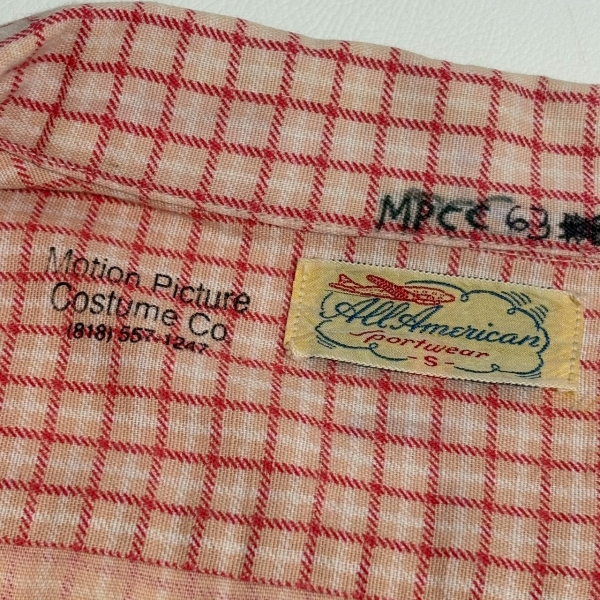 MPCC 63
Motion Picture
Costume Co
(818) 557-1247
All American
Sportwear
-S-